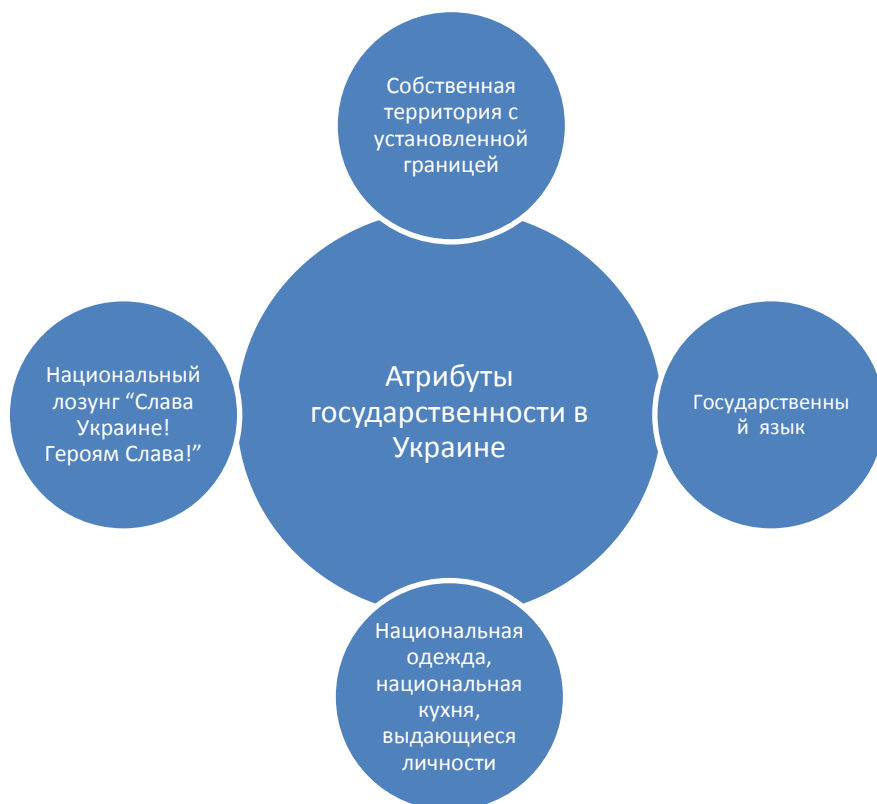 Собственная
территория с
установленной
границей
Национальный
лозунг “Слава
Украине!
Героям Слава!”
Атрибуты
государственности в
Украине
Государственны
й язык
Национальная
одежда,
национальная
кухня,
выдающиеся
личности